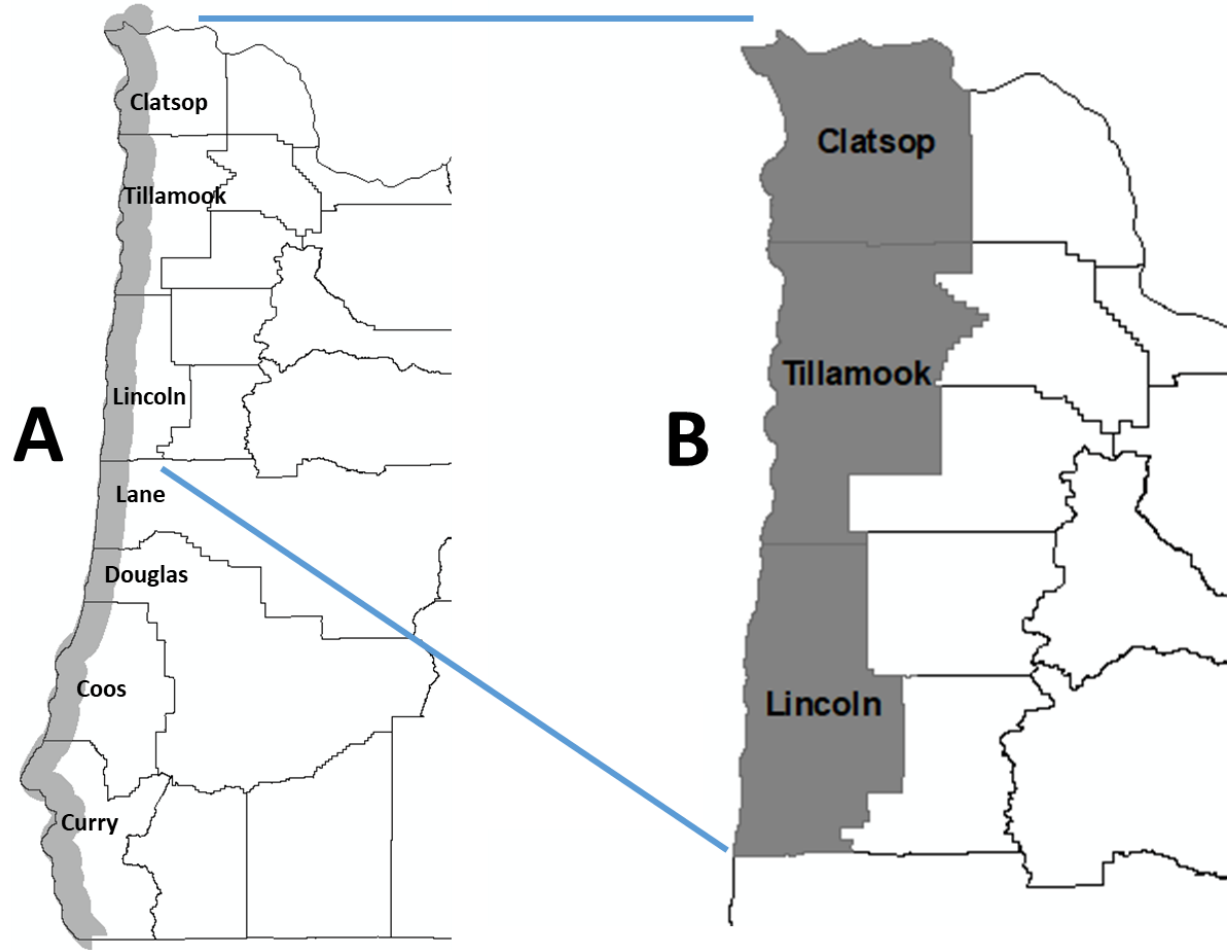 A
Clatsop
Tillamook
Lincoln
Lane
Douglas
Coos
Curry
B
Clatsop
Tillamook
Lincoln